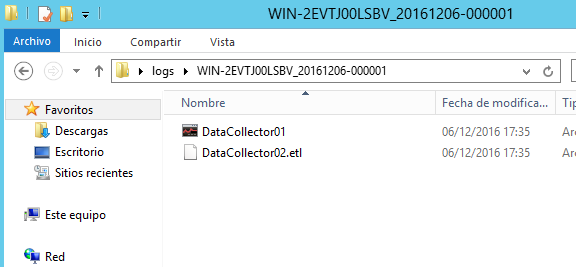 WIN-2EVTJ00LSBV_20161206-000001
Archivo Inicio Compartir Vista
logs WIN-2EVTJ00LSBV_20161206-000001
Favoritos
Descargas
Escritorio
Sitios recientes
Este equipo
Red
Nombre Fecha de modifica... Tip
DataCollector01 06/12/2016 17:35 Arc
DataCollector02.etl 06/12/2016 17:35 Arc